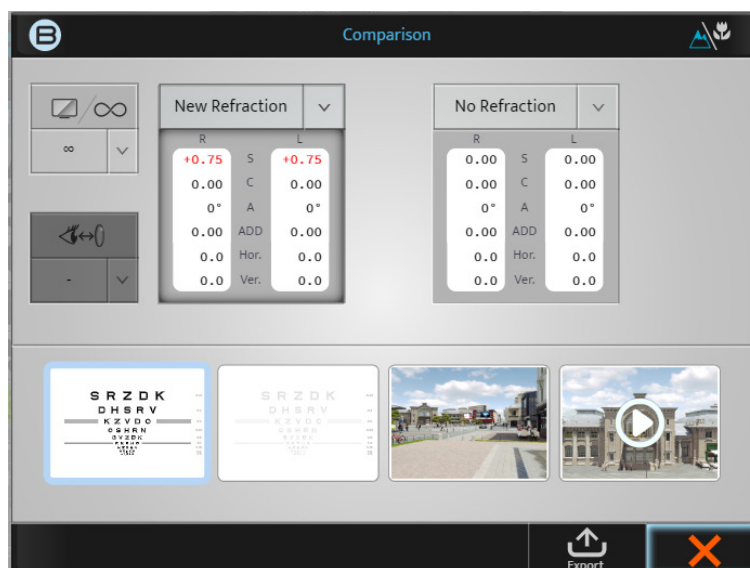 B
Comparison
∞
New Refraction
No Refraction
∞
R L
+0.75 S +0.75
0.00 C 0.00
0° A 0°
0.00 ADD 0.00
0.0 Hor. 0.0
0.0 Ver. 0.0
R L
0.00 S 0.00
0.00 C 0.00
0° A 0°
0.00 ADD 0.00
0.0 Hor. 0.0
0.0 Ver. 0.0
-
S R Z D K
D H S R V
K Z V D C
S R Z D K
D H S R V
K Z V D C
Export